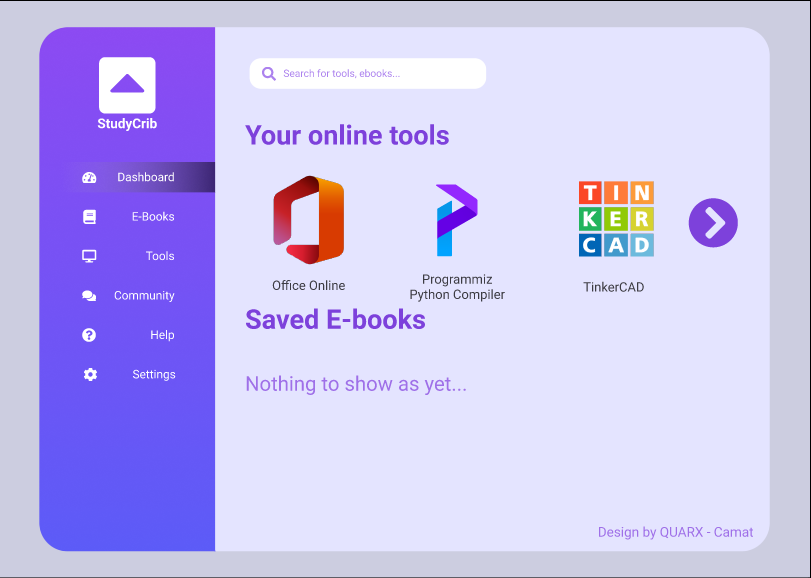 StudyCrib
Dashboard
E-Books
Tools
Community
Help
Settings
Search for tools, ebooks...
Your online tools
Office Online
Programmiz
Python Compiler
TIN
KER
CAD
TinkerCAD
Saved E-books
Nothing to show as yet...
Design by QUARX - Camat